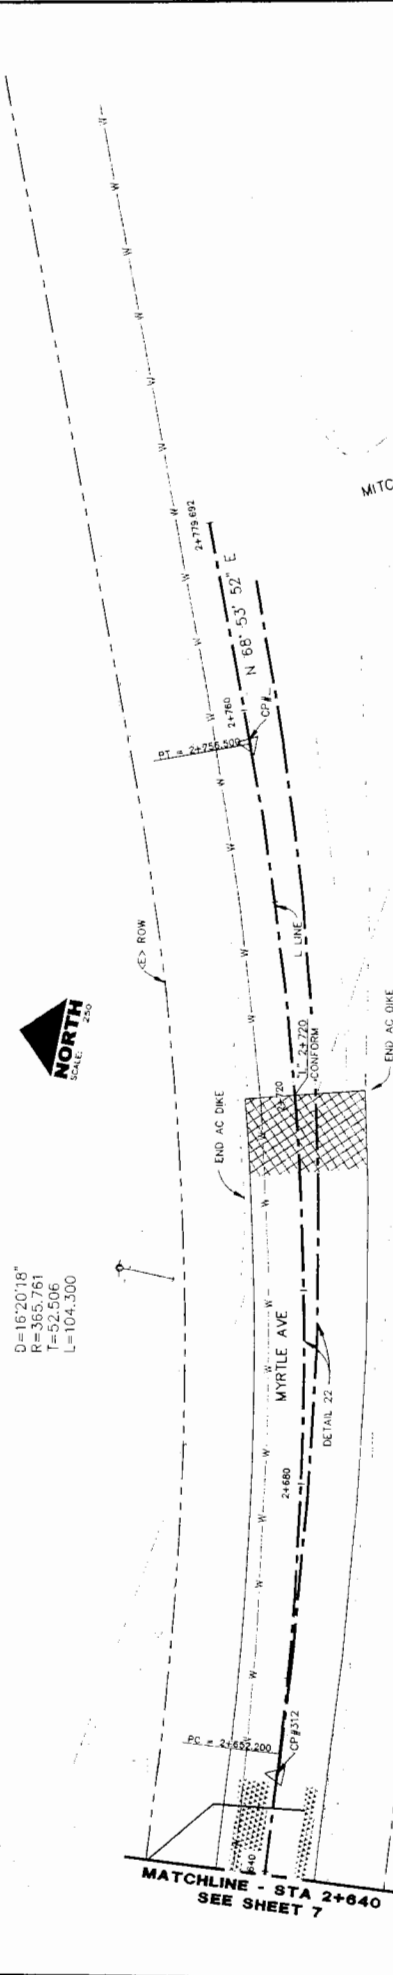 MITC
2+779.692
N 68° 53' 52" E
2+760
CP#
PT = 2+756.500
L LINE
<E> ROW
NORTH
SCALE: 250
"L" 2+720
CONFORM
2+720
END AC DIKE
END AC DIKE
D=16°20'18"
R=365.761
T=52.506
L=104.300
MYRTLE AVE
DETAIL 22
2+680
PC = 2+652.200
CP#312
640
MATCHLINE - STA 2+640
SEE SHEET 7